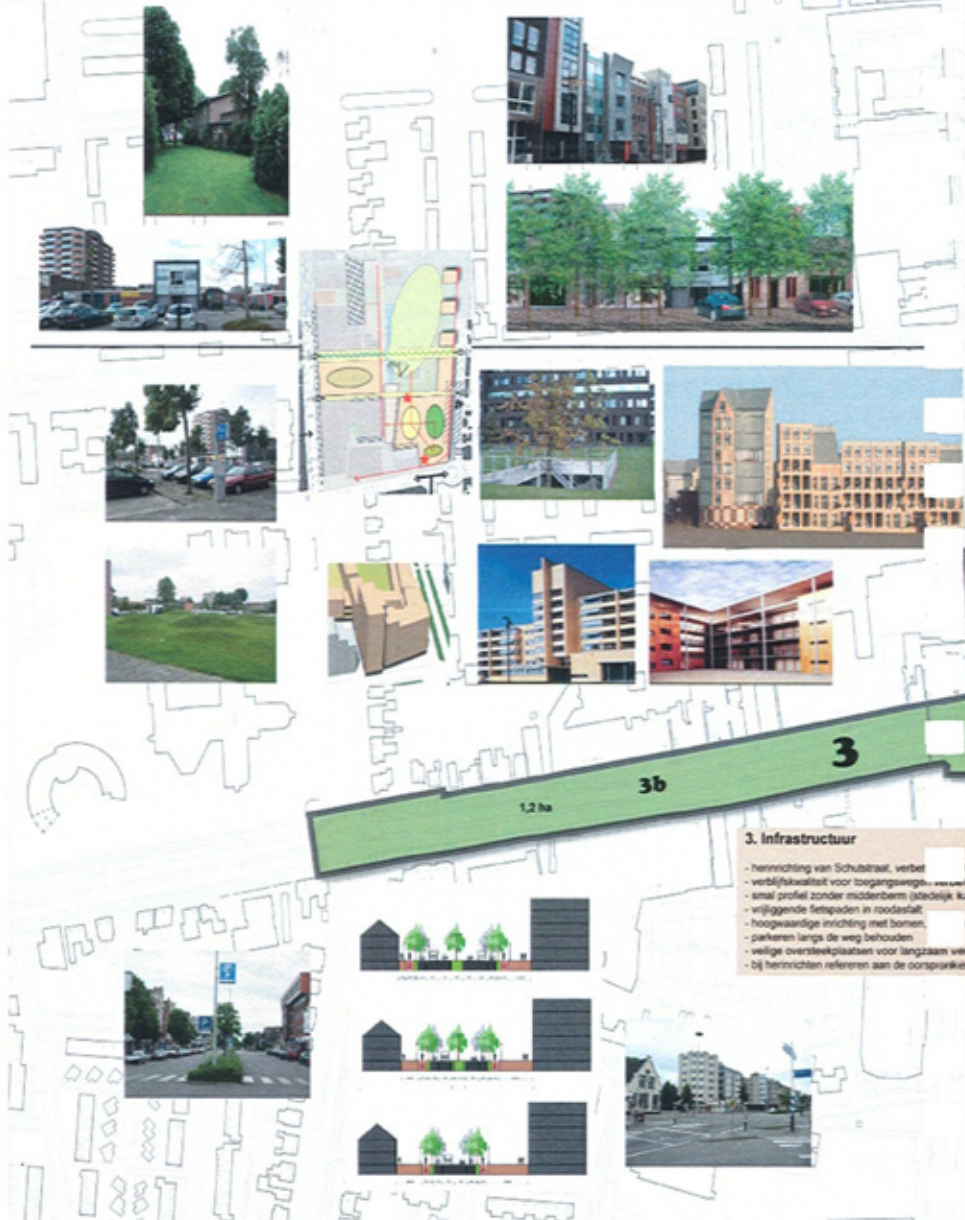 3
3b
1,2 ha
3. Infrastructuur
- herinrichting van Schutstraat, verbet
- verblijfskwaliteit voor toegangswegen
- smal profiel zonder middenberm (stedelijk
- vrijliggende fietspaden in roodasfalt
- hoogwaardige inrichting met bomen,
- parkeren langs de weg behouden
- veilige oversteekplaatsen voor langzaam
- bij herinrichten refereren aan de